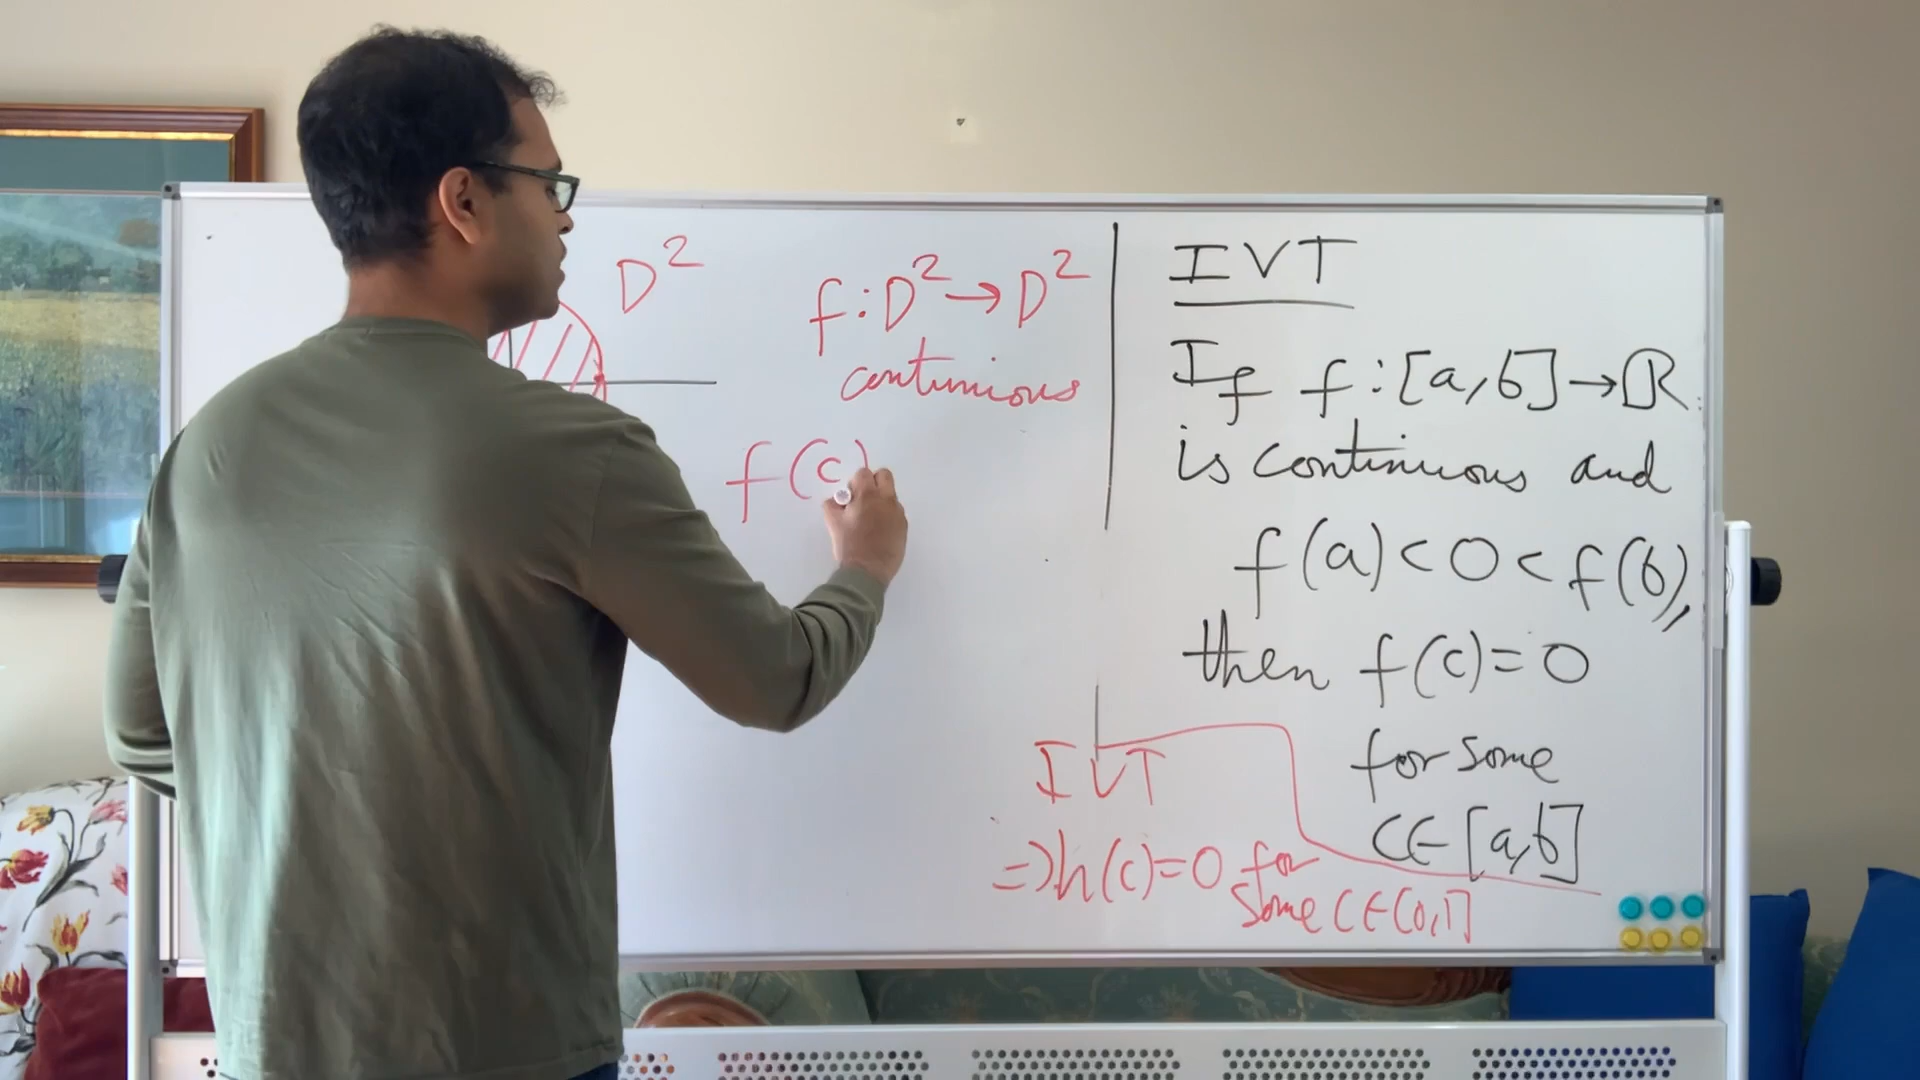 D²
f : D² → D²
continuous
f(c)
IVT
If f : [a,b] → ℝ
is continuous and
f(a) < 0 < f(b),
then f(c) = 0
for some
c ∈ [a,b]
IVT
⇒ h(c) = 0 for
some c ∈ [0,1]